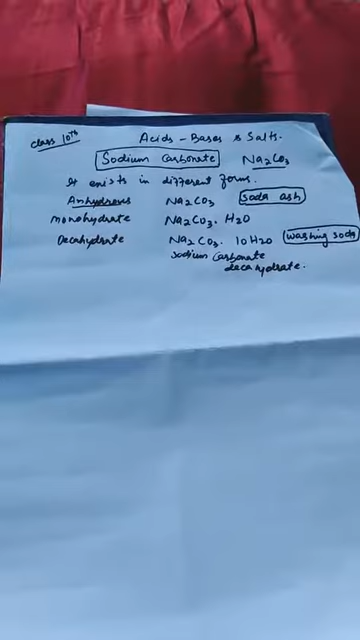 class 10th
Acids - Bases & Salts.
Sodium Carbonate Na2CO3
It exists in different forms.
Anhydrous Na2CO3 soda ash
Monohydrate Na2CO3. H2O
Decahydrate Na2CO3. 10H2O washing soda
sodium carbonate
decahydrate.